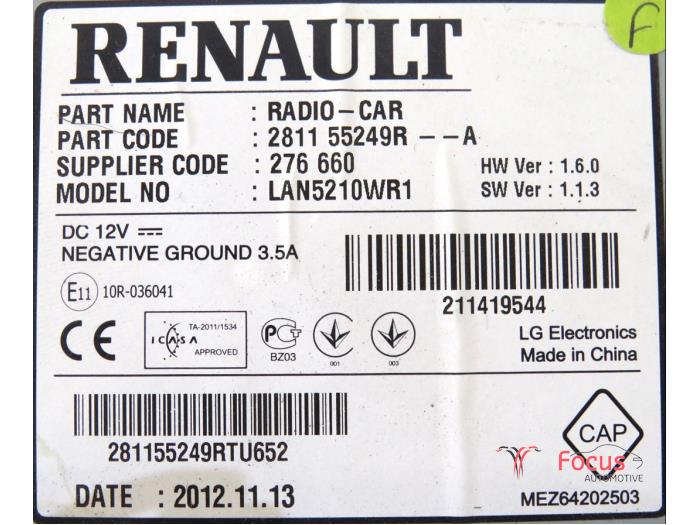 RENAULT
F
PART NAME : RADIO-CAR
PART CODE : 2811 55249R --A
SUPPLIER CODE : 276 660 HW Ver : 1.6.0
MODEL NO : LAN5210WR1 SW Ver : 1.1.3
DC 12V
NEGATIVE GROUND 3.5A
E11 10R-036041
211419544
CE
TA-2011/1534
ICASA
APPROVED
PCT
BZ03
001
003
LG Electronics
Made in China
281155249RTU652
CAP
Focus
AUTOMOTIVE
DATE : 2012.11.13
MEZ64202503